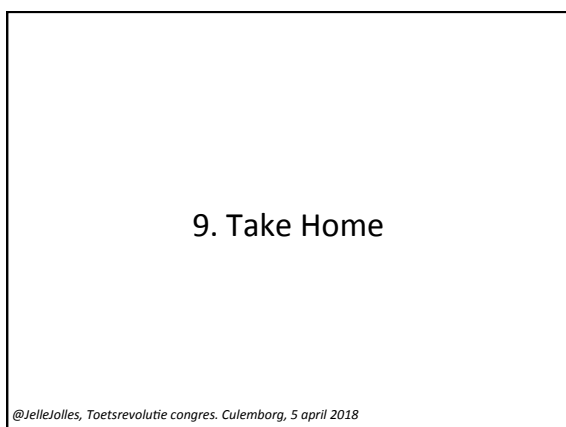 9. Take Home
@JelleJolles, Toetsrevolutie congres. Culemborg, 5 april 2018